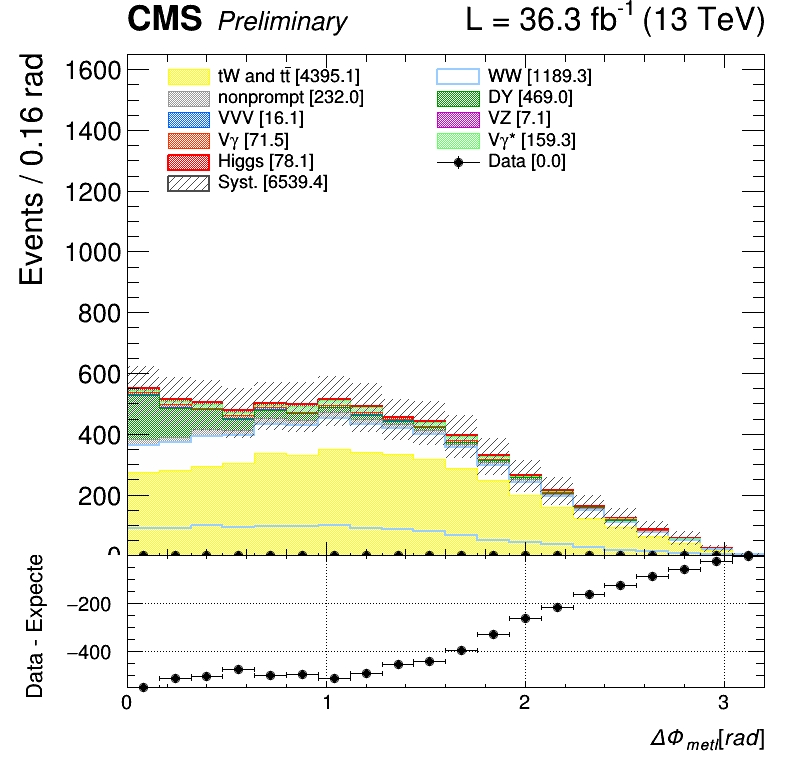 CMS Preliminary L = 36.3 fb⁻¹ (13 TeV)
Events / 0.16 rad
1600
1400
1200
1000
800
600
400
200
0
tW and tt̄ [4395.1]
nonprompt [232.0]
VVV [16.1]
Vγ [71.5]
Higgs [78.1]
Syst. [6539.4]
WW [1189.3]
DY [469.0]
VZ [7.1]
Vγ* [159.3]
Data [0.0]
Data - Expecte
−200
−400
0 1 2 3
ΔΦmetl[rad]